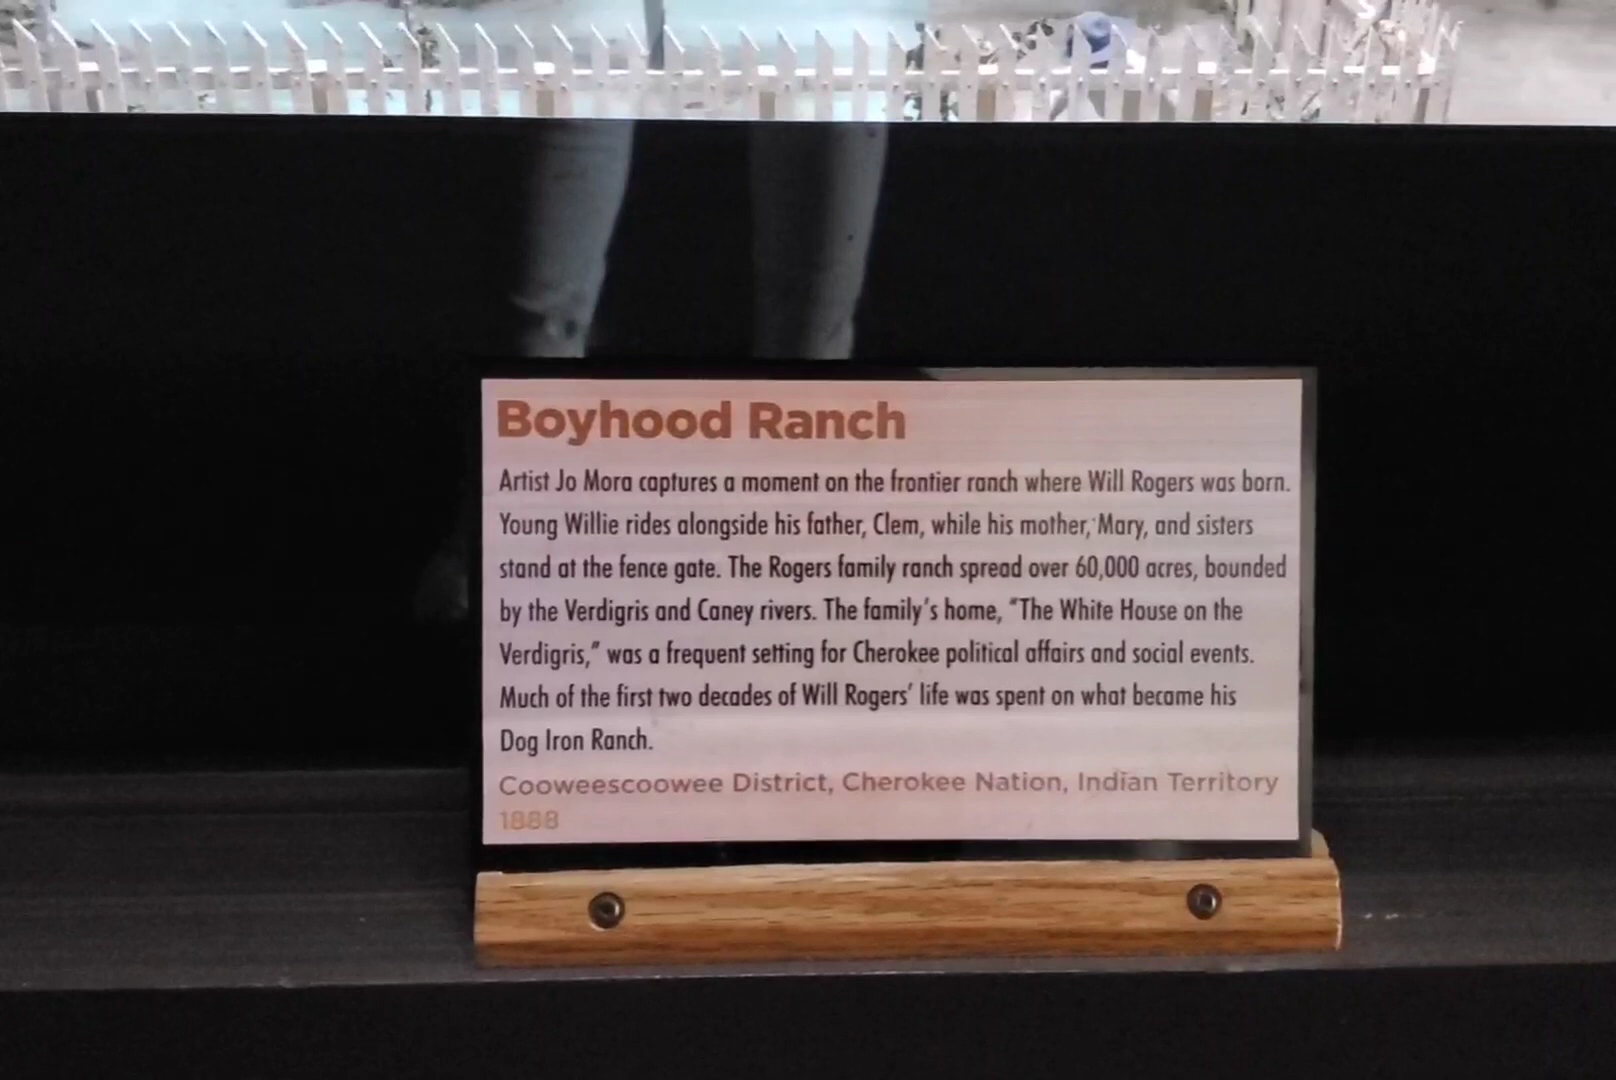 Boyhood Ranch
Artist Jo Mora captures a moment on the frontier ranch where Will Rogers was born.
Young Willie rides alongside his father, Clem, while his mother, Mary, and sisters
stand at the fence gate. The Rogers family ranch spread over 60,000 acres, bounded
by the Verdigris and Caney rivers. The family's home, "The White House on the
Verdigris," was a frequent setting for Cherokee political affairs and social events.
Much of the first two decades of Will Rogers' life was spent on what became his
Dog Iron Ranch.
Cooweescoowee District, Cherokee Nation, Indian Territory
1888